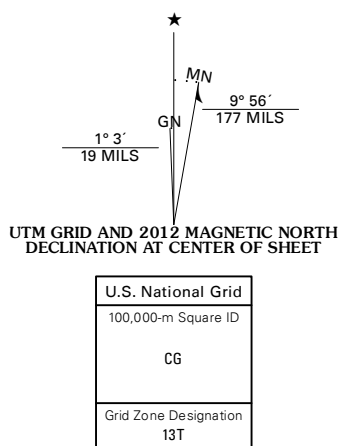 MN
GN
9° 56´
177 MILS
1° 3´
19 MILS
UTM GRID AND 2012 MAGNETIC NORTH
DECLINATION AT CENTER OF SHEET
U.S. National Grid
100,000-m Square ID
CG
Grid Zone Designation
13T